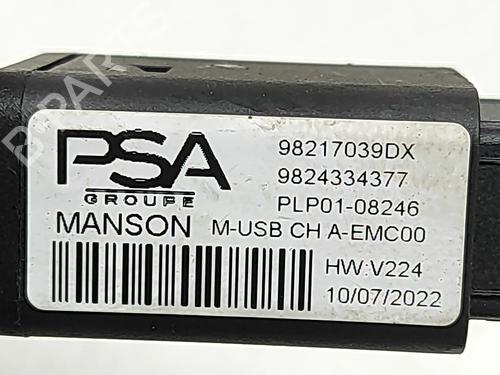 PSA
GROUPE
98217039DX
9824334377
PLP01-08246
MANSON M-USB CH A-EMC00
HW:V224
10/07/2022